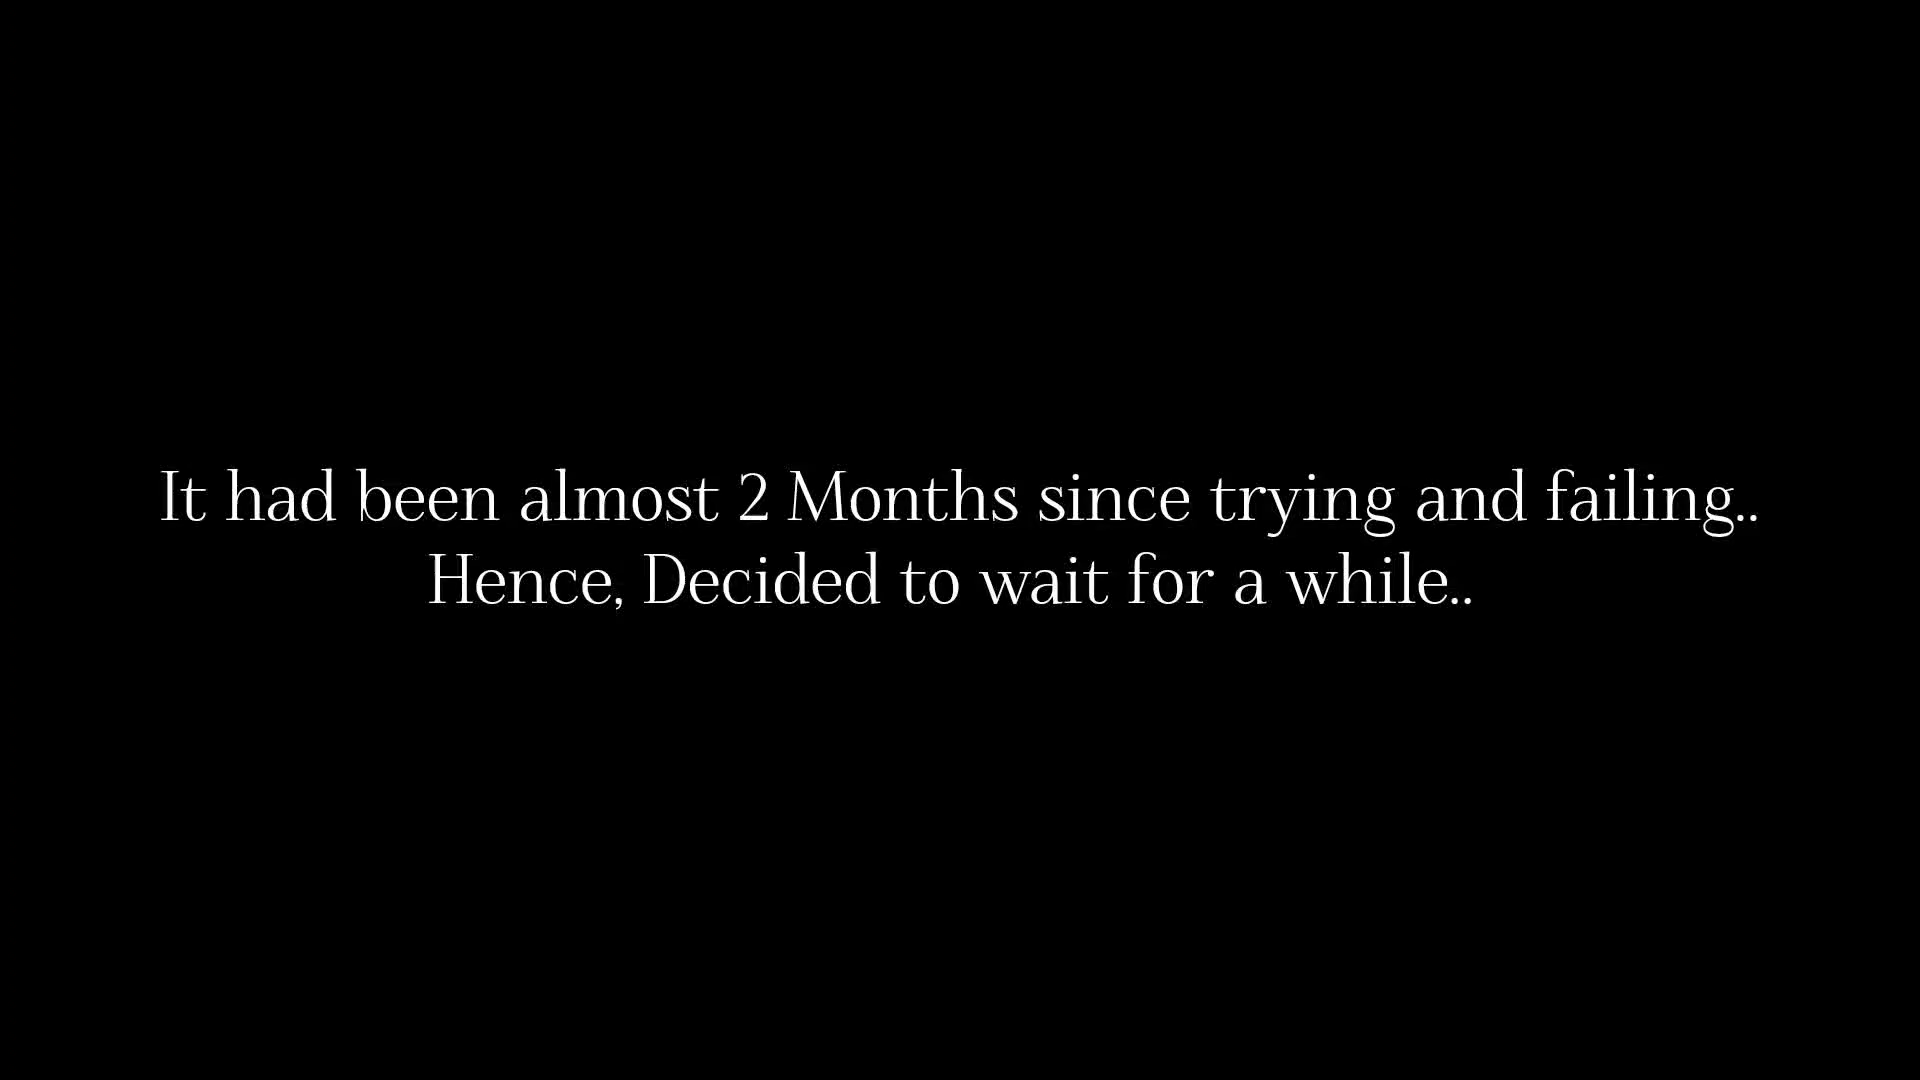 It had been almost 2 Months since trying and failing..
Hence, Decided to wait for a while..